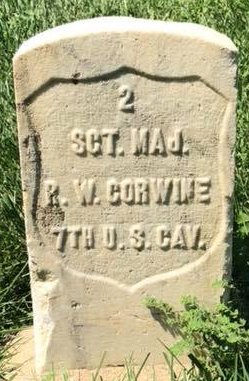 2
SGT. MAJ.
R. W. CORWINE
7TH U. S. CAV.